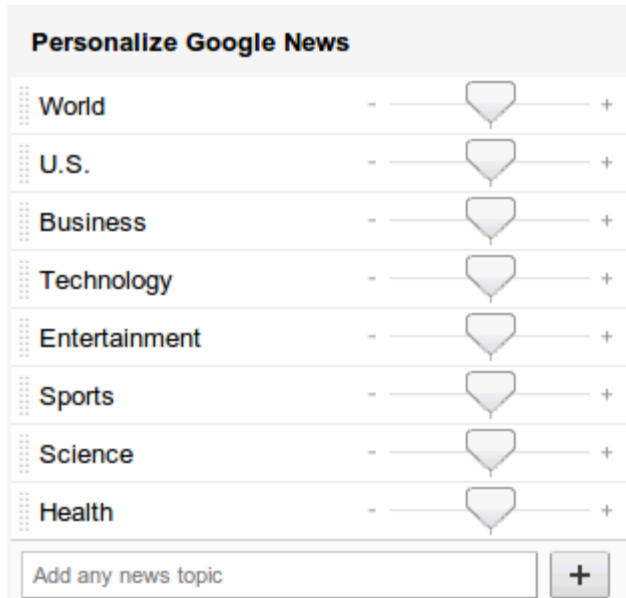 Personalize Google News
World - +
U.S. - +
Business - +
Technology - +
Entertainment - +
Sports - +
Science - +
Health - +
Add any news topic +